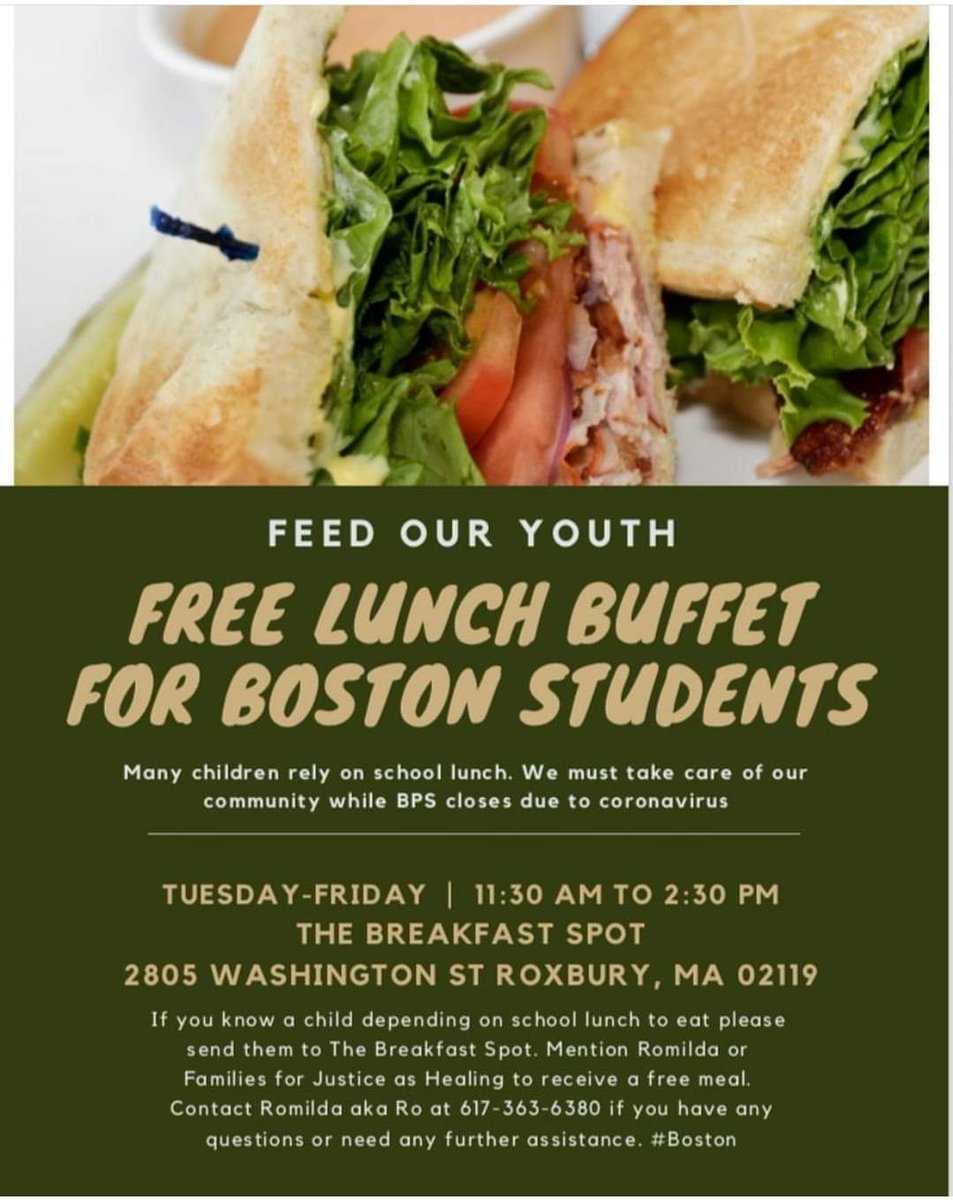 FEED OUR YOUTH
FREE LUNCH BUFFET
FOR BOSTON STUDENTS
Many children rely on school lunch. We must take care of our
community while BPS closes due to coronavirus
TUESDAY-FRIDAY | 11:30 AM TO 2:30 PM
THE BREAKFAST SPOT
2805 WASHINGTON ST ROXBURY, MA 02119
If you know a child depending on school lunch to eat please
send them to The Breakfast Spot. Mention Romilda or
Families for Justice as Healing to receive a free meal.
Contact Romilda aka Ro at 617-363-6380 if you have any
questions or need any further assistance. #Boston